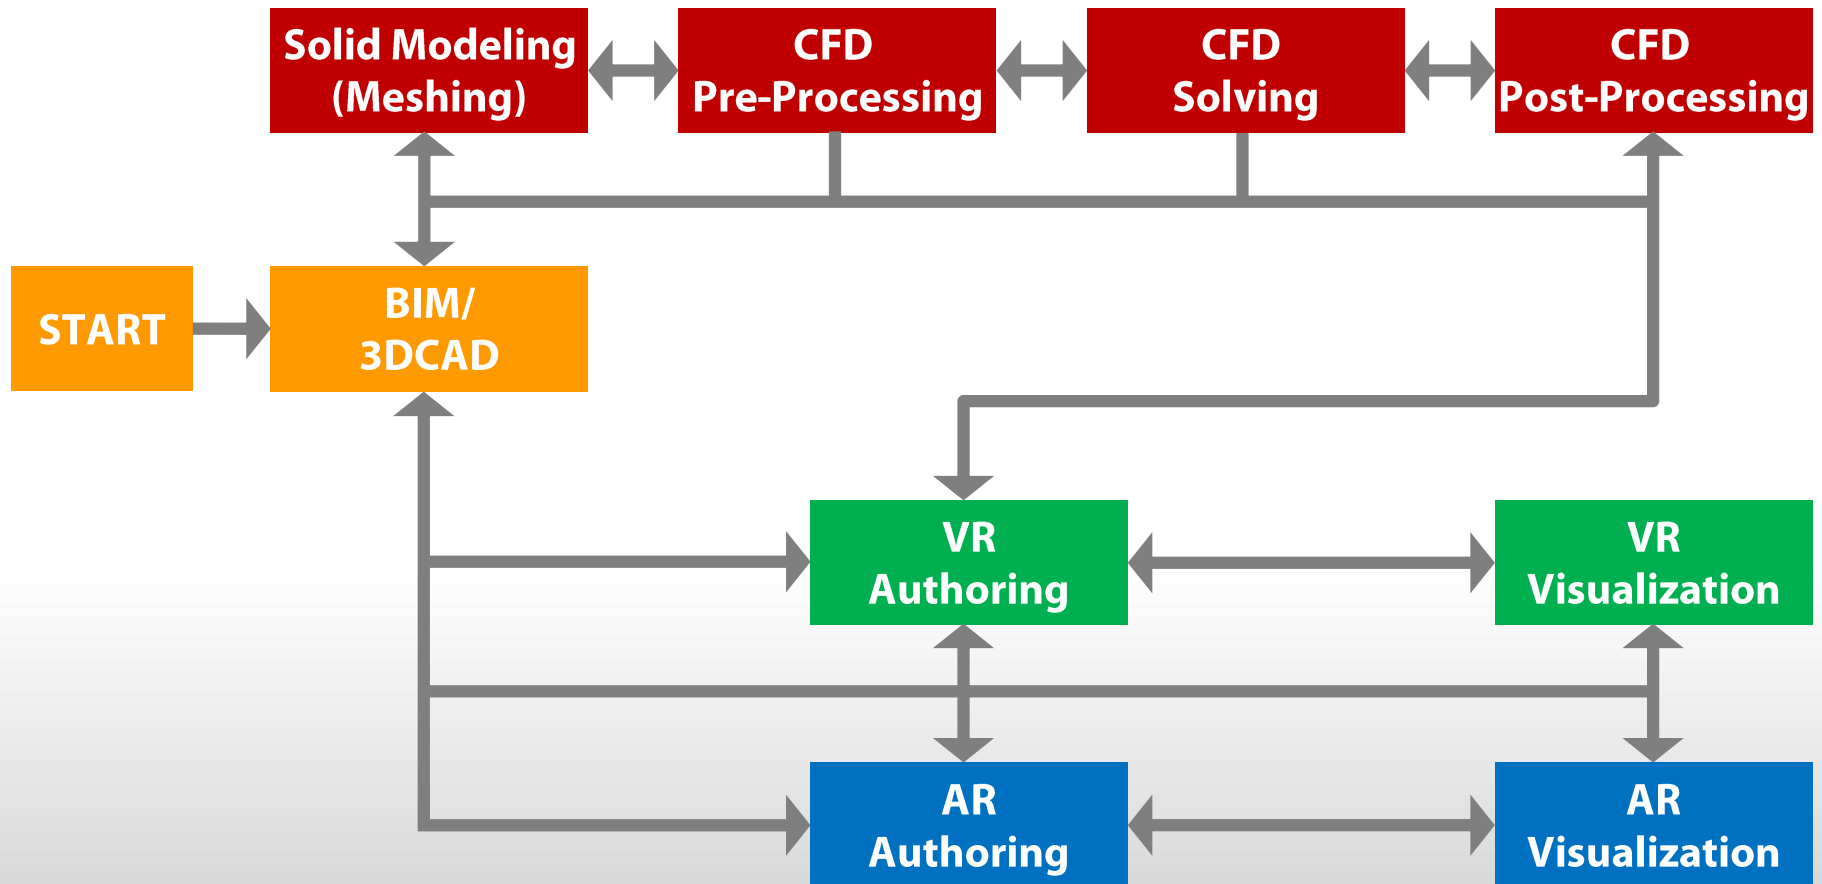 Solid Modeling
(Meshing)
CFD
Pre-Processing
CFD
Solving
CFD
Post-Processing
START
BIM/
3DCAD
VR
Authoring
VR
Visualization
AR
Authoring
AR
Visualization